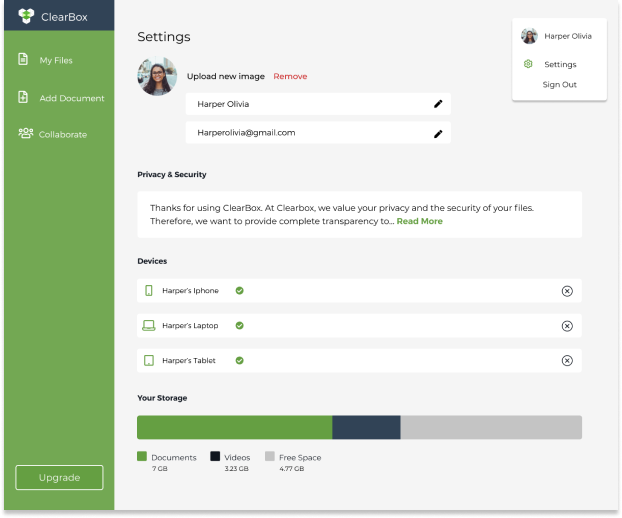 ClearBox
My Files
Add Document
Collaborate
Upgrade
Settings
Upload new image Remove
Harper Olivia
Harperolivia@gmail.com
Harper Olivia
Settings
Sign Out
Privacy & Security
Thanks for using ClearBox. At Clearbox, we value your privacy and the security of your files.
Therefore, we want to provide complete transparency to... Read More
Devices
Harper's Iphone
Harper's Laptop
Harper's Tablet
Your Storage
Documents Videos Free Space
7 GB 3.23 GB 4.77 GB